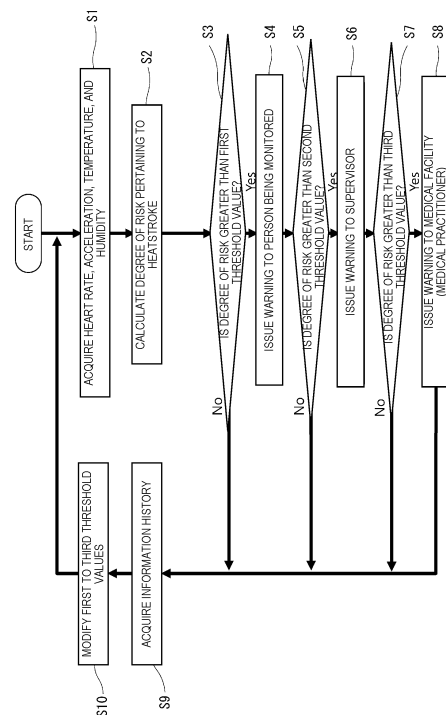 START
S1
ACQUIRE HEART RATE, ACCELERATION, TEMPERATURE, AND
HUMIDITY
S2
CALCULATE DEGREE OF RISK PERTAINING TO
HEATSTROKE
S3
IS DEGREE OF RISK GREATER THAN FIRST
THRESHOLD VALUE?
No
Yes
S4
ISSUE WARNING TO PERSON BEING MONITORED
S5
IS DEGREE OF RISK GREATER THAN SECOND
THRESHOLD VALUE?
No
Yes
S6
ISSUE WARNING TO SUPERVISOR
S7
IS DEGREE OF RISK GREATER THAN THIRD
THRESHOLD VALUE?
No
Yes
S8
ISSUE WARNING TO MEDICAL FACILITY
(MEDICAL PRACTITIONER)
ACQUIRE INFORMATION HISTORY
S9
MODIFY FIRST TO THIRD THRESHOLD
VALUES
S10